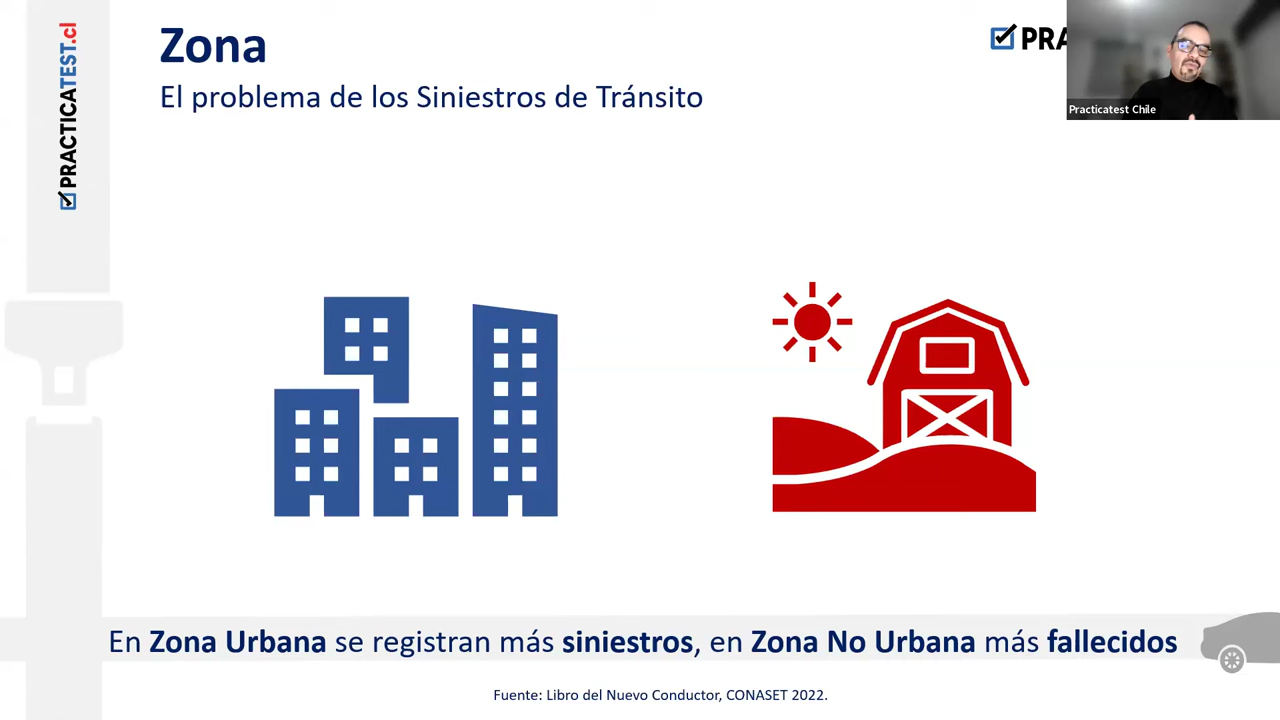 Zona
El problema de los Siniestros de Tránsito
PRACTICATEST.cl
PRA
Practicatest Chile
En Zona Urbana se registran más siniestros, en Zona No Urbana más fallecidos
Fuente: Libro del Nuevo Conductor, CONASET 2022.